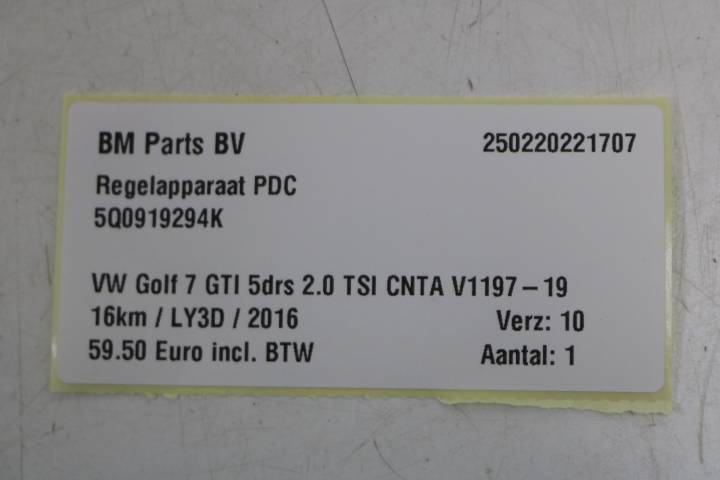 BM Parts BV 250220221707
Regelapparaat PDC
5Q0919294K
VW Golf 7 GTI 5drs 2.0 TSI CNTA V1197-19
16km / LY3D / 2016 Verz: 10
59.50 Euro incl. BTW Aantal: 1